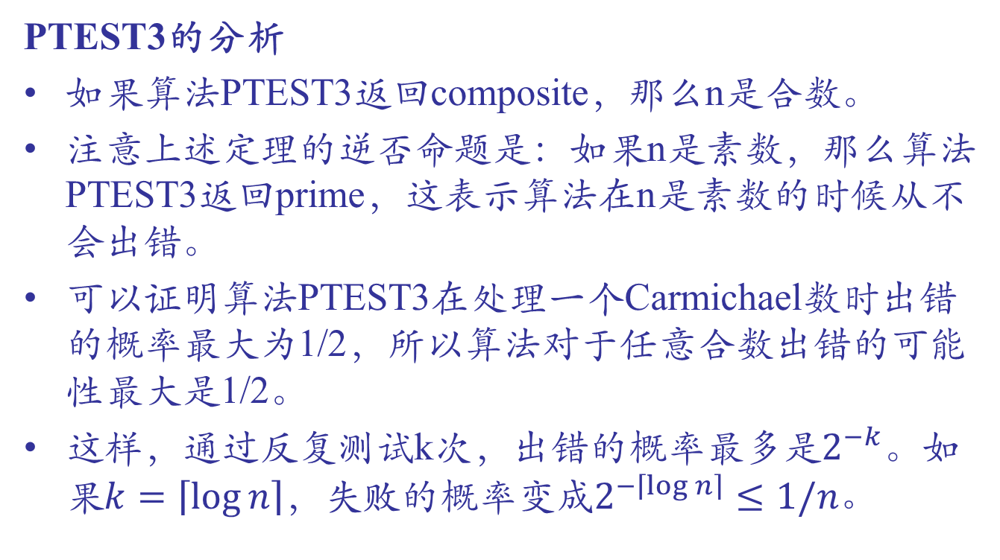 PTEST3的分析
• 如果算法PTEST3返回composite，那么n是合数。
• 注意上述定理的逆否命题是：如果n是素数，那么算法
PTEST3返回prime，这表示算法在n是素数的时候从不
会出错。
• 可以证明算法PTEST3在处理一个Carmichael数时出错
的概率最大为1/2，所以算法对于任意合数出错的可能
性最大是1/2。
• 这样，通过反复测试k次，出错的概率最多是2^{−k}。如
果k = ⌈log n⌉，失败的概率变成2^{−⌈log n⌉} ≤ 1/n。